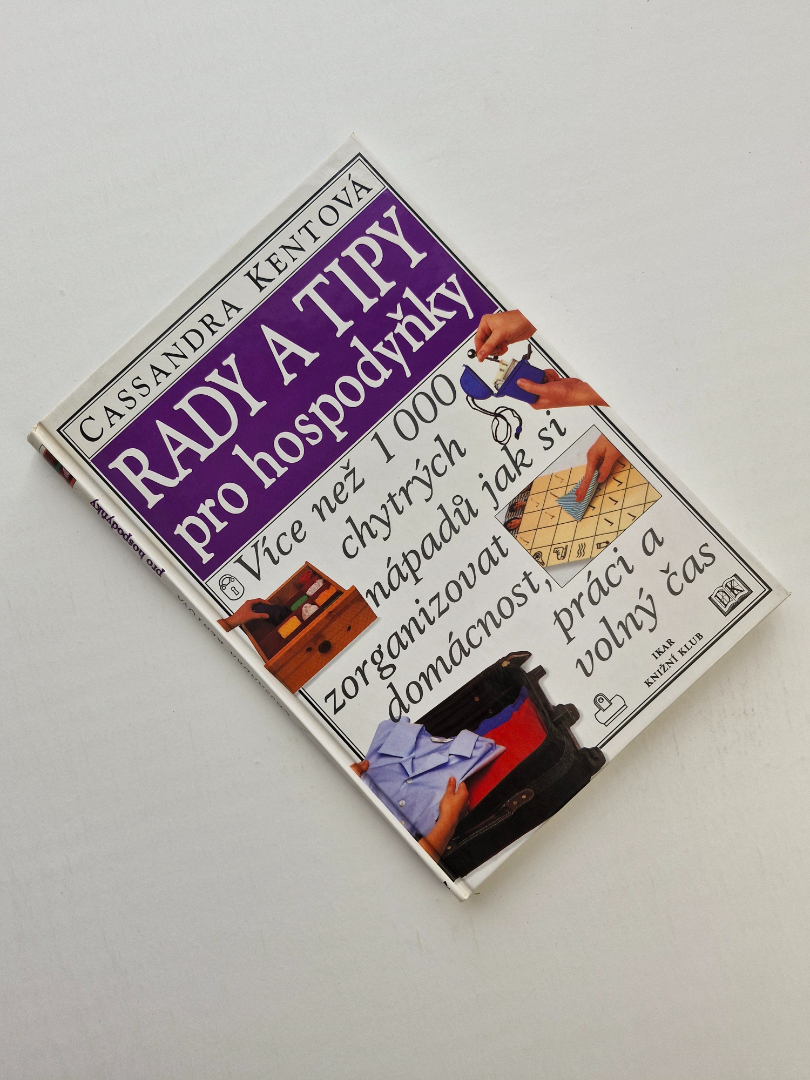 CASSANDRA KENTOVÁ
RADY A TIPY
pro hospodyňky
Více než 1 000
chytrých
nápadů jak si
zorganizovat
domácnost,
práci a
volný čas
IKAR
KNIŽNÍ KLUB
DK
pro hospodyňky